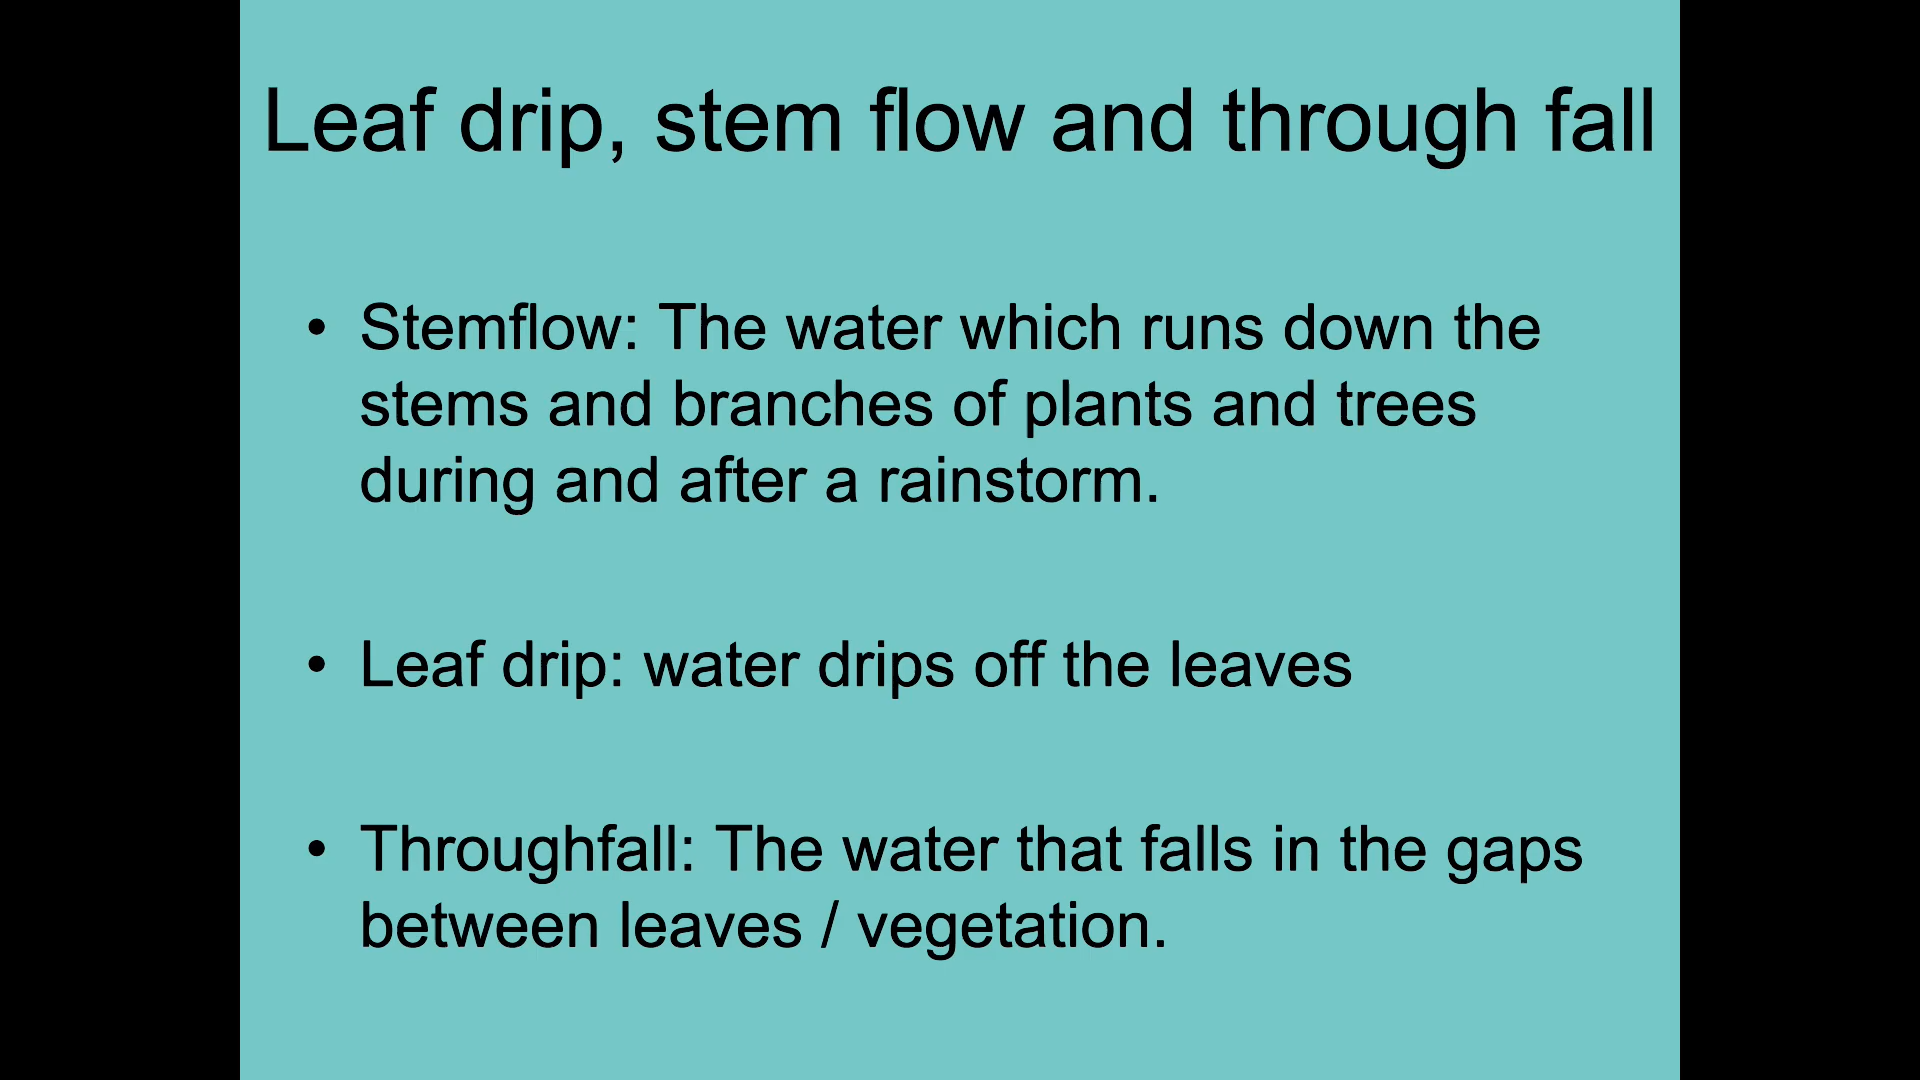 Leaf drip, stem flow and through fall
• Stemflow: The water which runs down the
stems and branches of plants and trees
during and after a rainstorm.
• Leaf drip: water drips off the leaves
• Throughfall: The water that falls in the gaps
between leaves / vegetation.